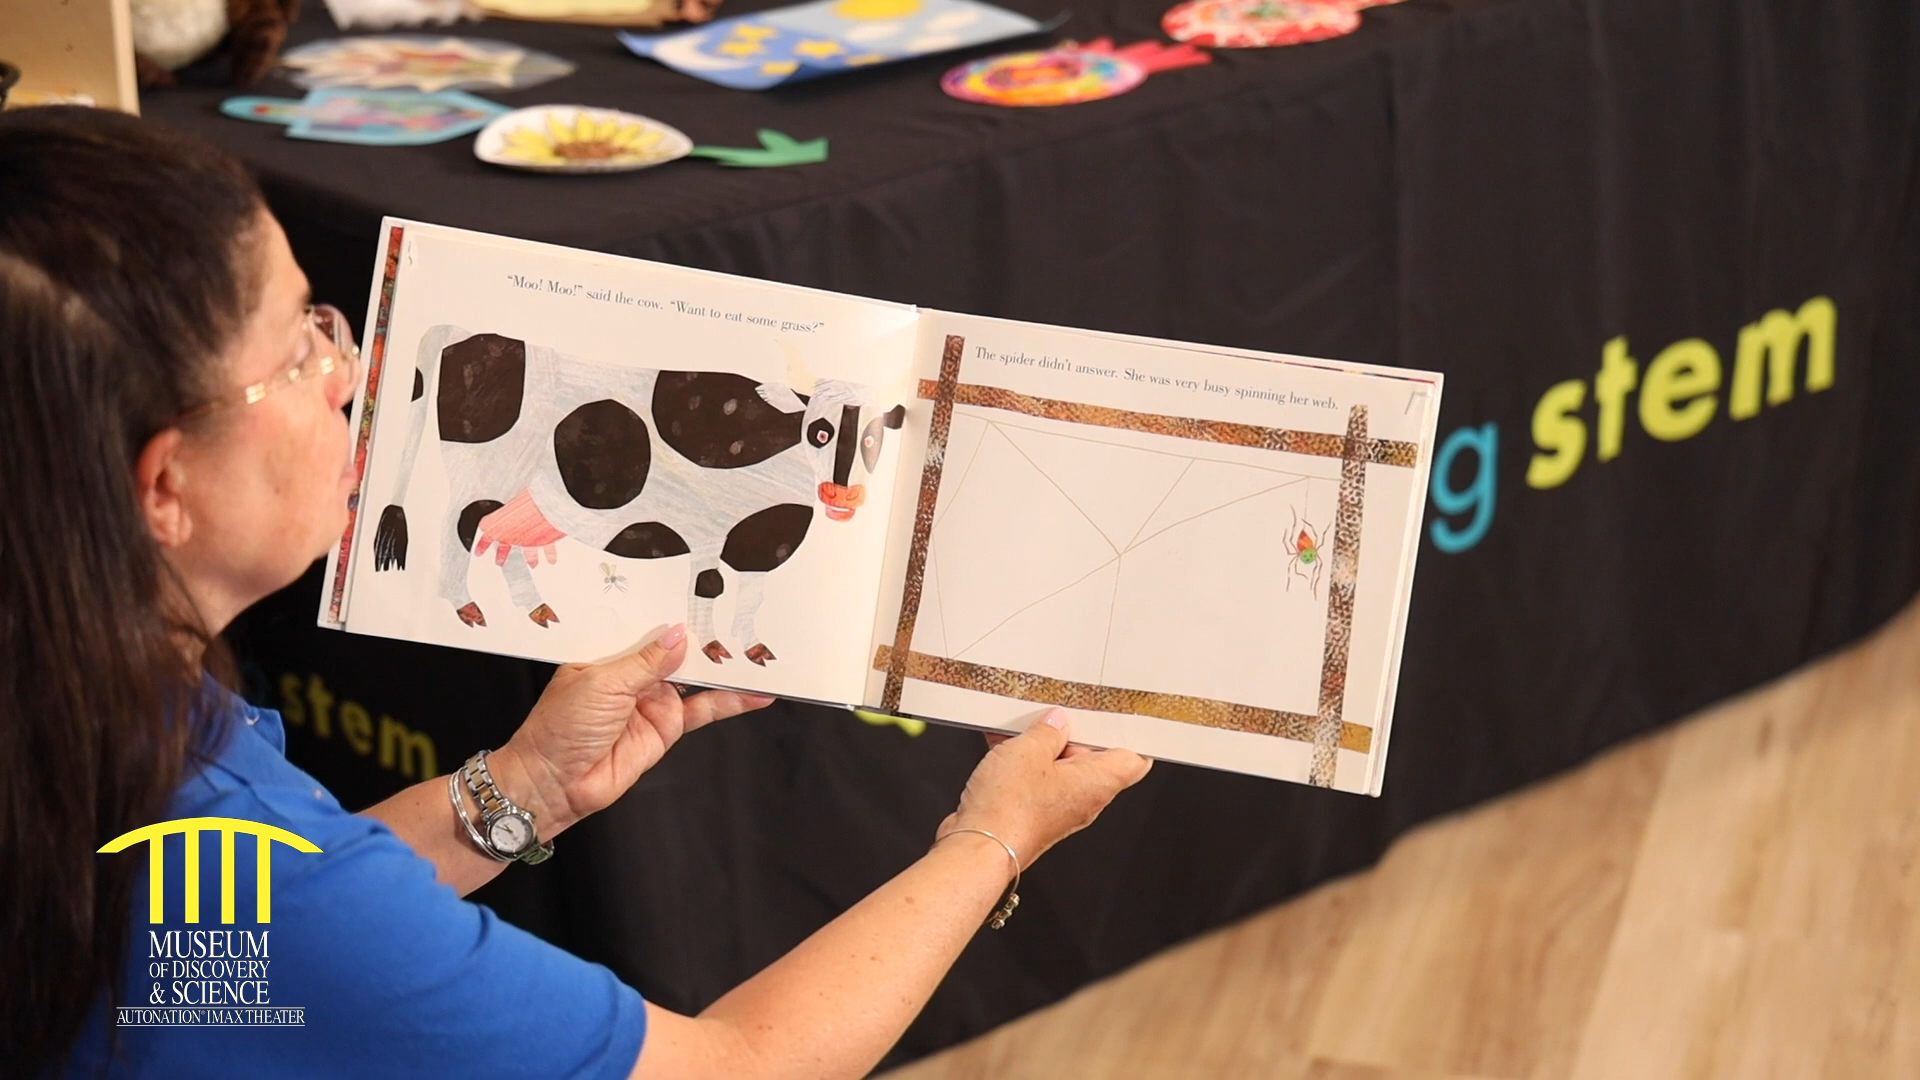 "Moo! Moo!" said the cow. "Want to eat some grass?"
The spider didn't answer. She was very busy spinning her web.
g stem
stem
MUSEUM
OF DISCOVERY
& SCIENCE
AUTONATION® IMAX THEATER